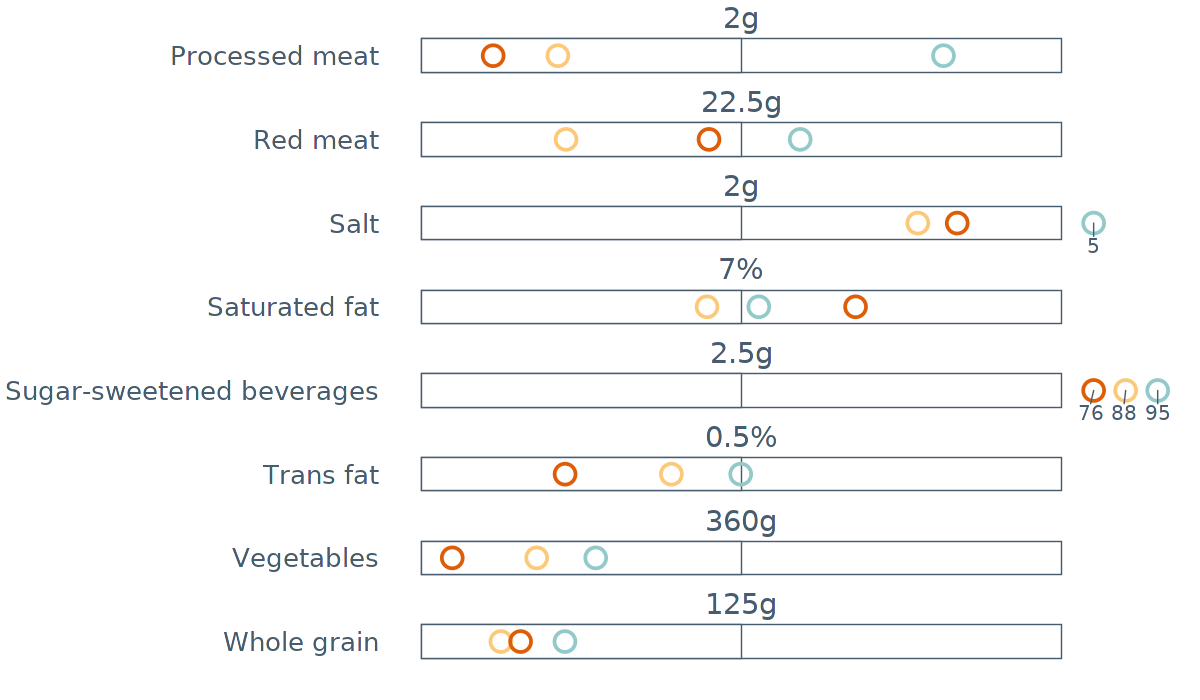 2g
Processed meat
22.5g
Red meat
2g
Salt
5
7%
Saturated fat
2.5g
Sugar-sweetened beverages
76 88 95
0.5%
Trans fat
360g
Vegetables
125g
Whole grain